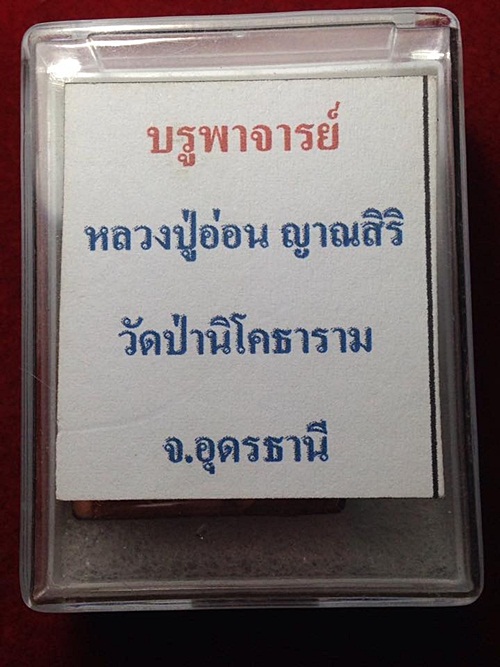 บรูพาจารย์
หลวงปู่อ่อน ญาณสิริ
วัดป่านิโคธาราม
จ.อุดรธานี